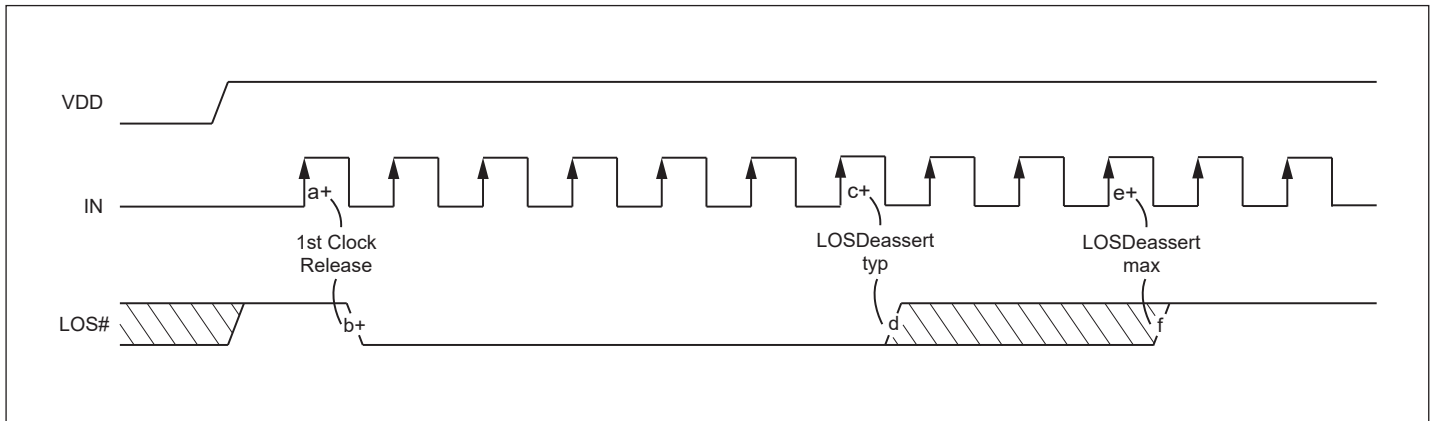 VDD
IN
a+
c+
e+
1st Clock
Release
LOSDeassert
typ
LOSDeassert
max
LOS#
b+
d
f